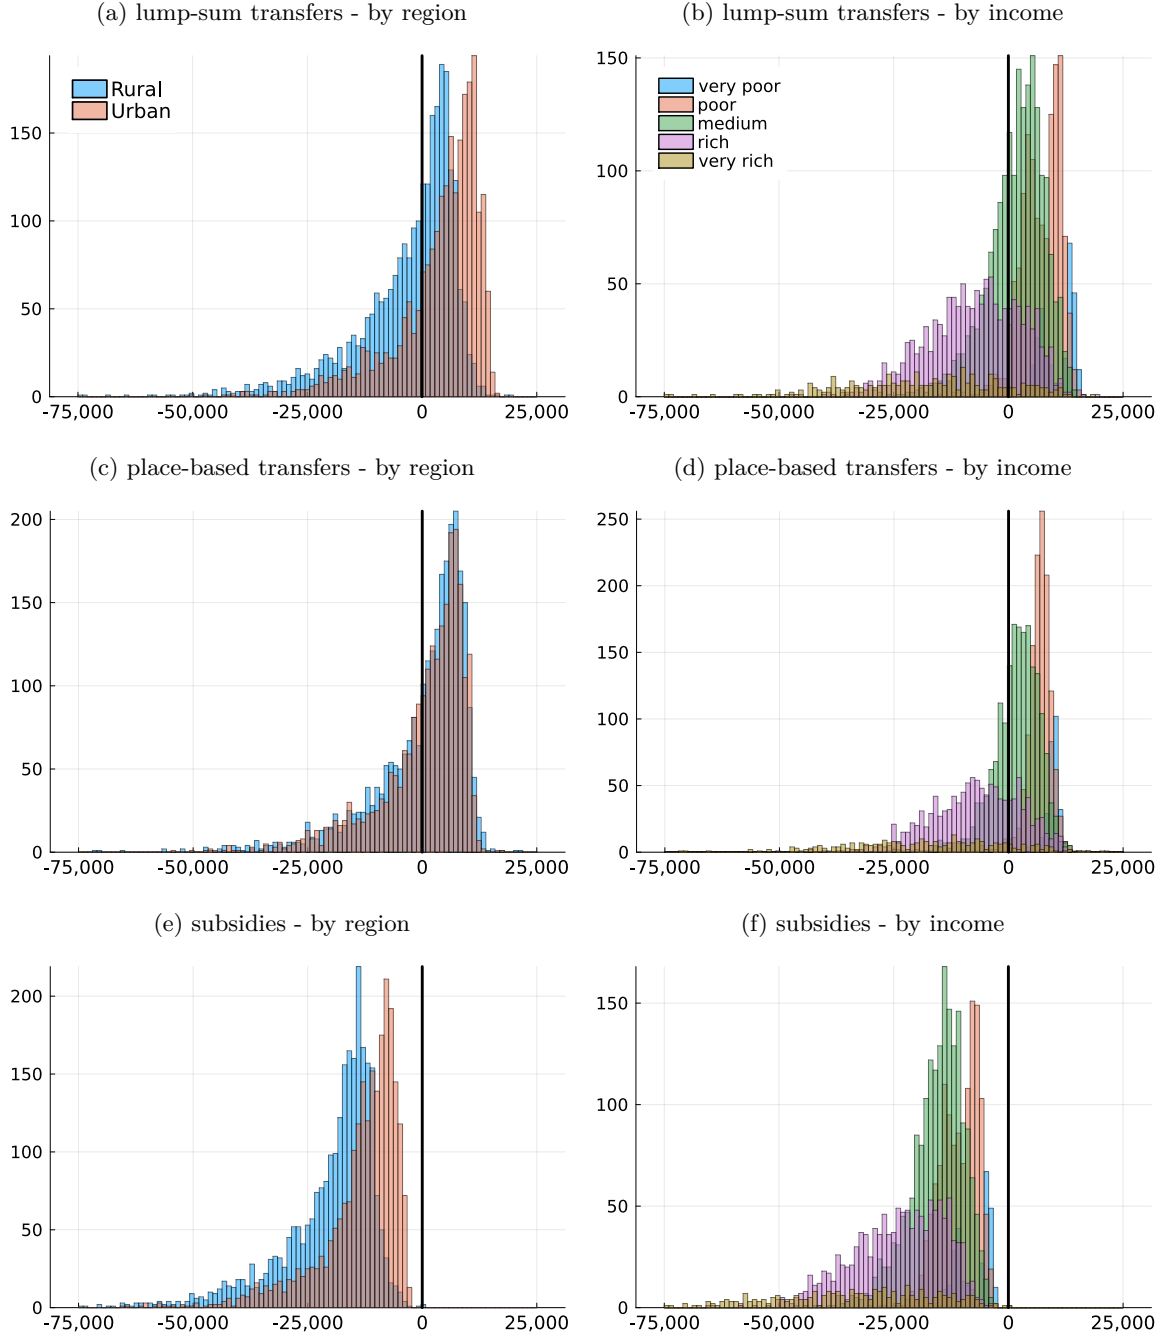 (a) lump-sum transfers - by region
(b) lump-sum transfers - by income
Rural
Urban
150
100
50
0
-75,000 -50,000 -25,000 0 25,000
very poor
poor
medium
rich
very rich
150
100
50
0
-75,000 -50,000 -25,000 0 25,000
(c) place-based transfers - by region
(d) place-based transfers - by income
200
150
100
50
0
-75,000 -50,000 -25,000 0 25,000
250
200
150
100
50
0
-75,000 -50,000 -25,000 0 25,000
(e) subsidies - by region
(f) subsidies - by income
200
150
100
50
0
-75,000 -50,000 -25,000 0 25,000
150
100
50
0
-75,000 -50,000 -25,000 0 25,000